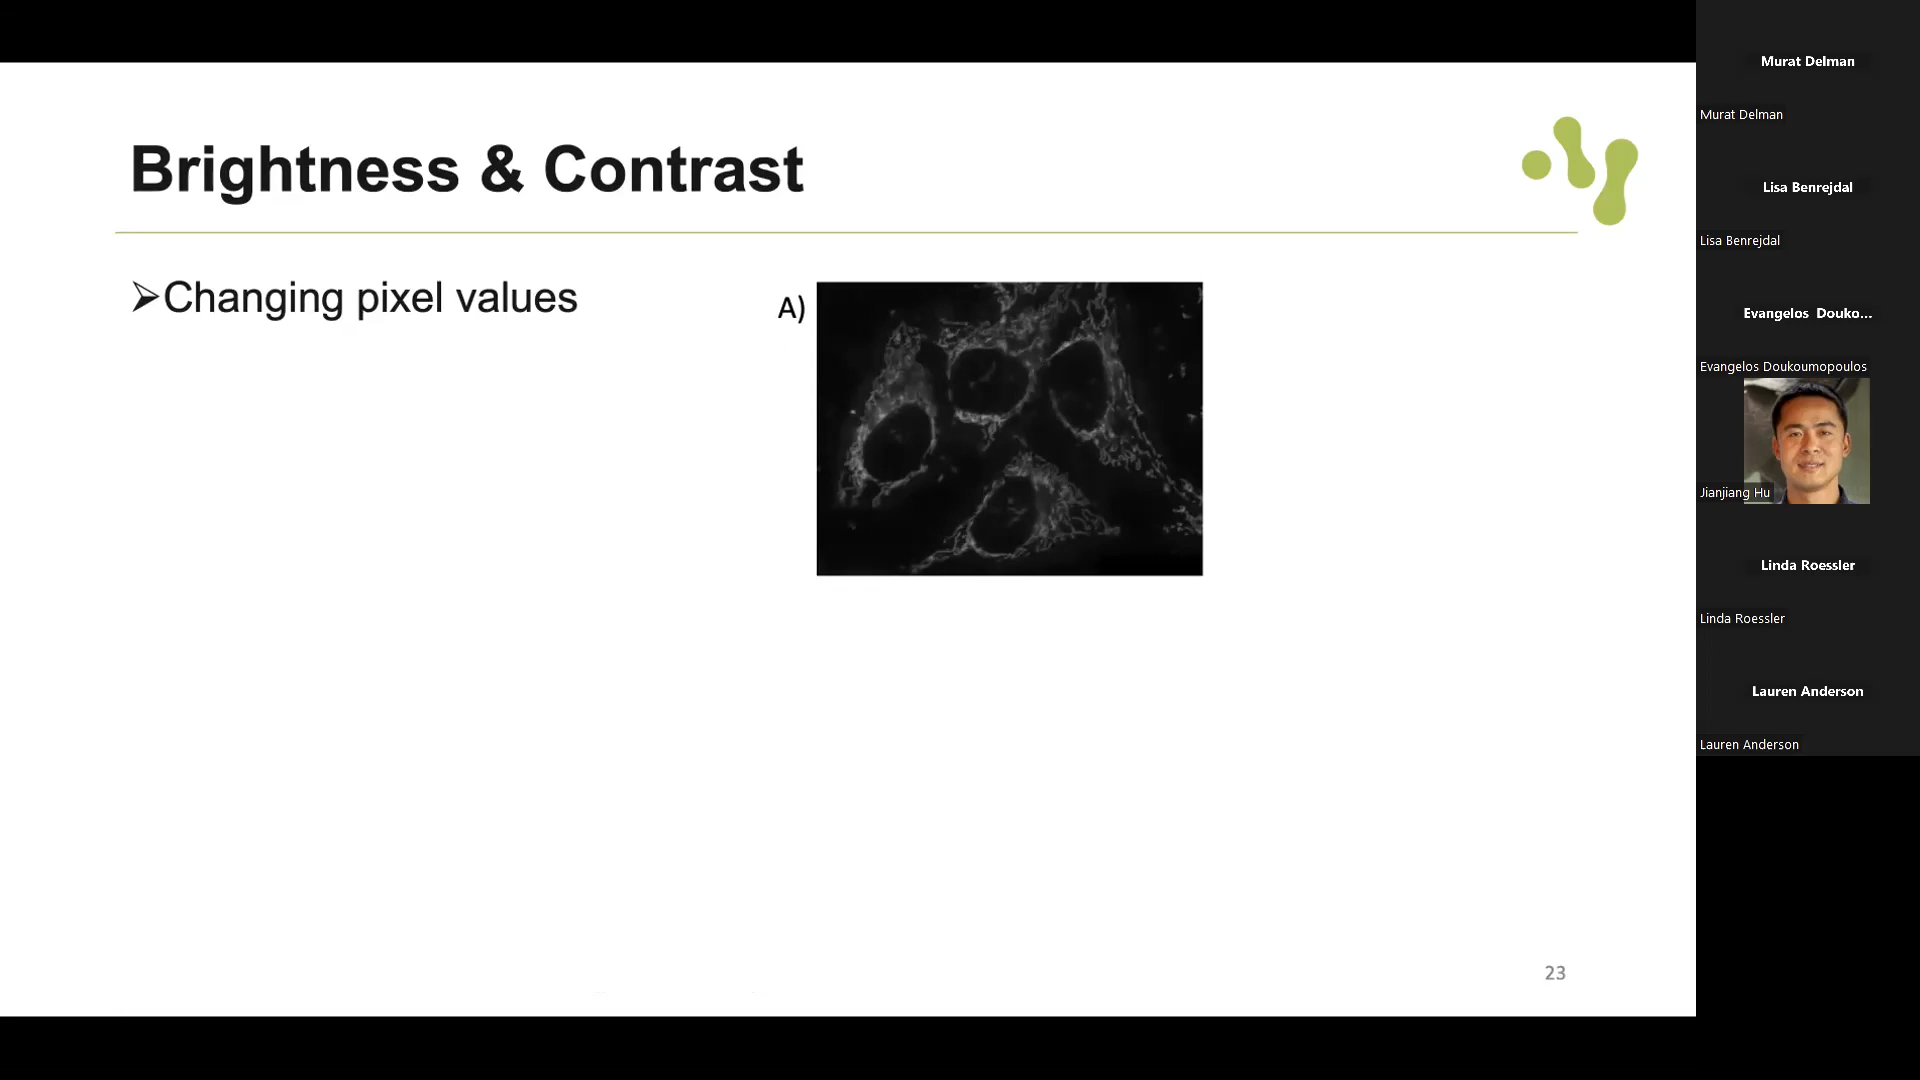 Brightness & Contrast
➢Changing pixel values
A)
23
Murat Delman
Murat Delman
Lisa Benrejdal
Lisa Benrejdal
Evangelos Douko...
Evangelos Doukoumopoulos
Jianjiang Hu
Linda Roessler
Linda Roessler
Lauren Anderson
Lauren Anderson